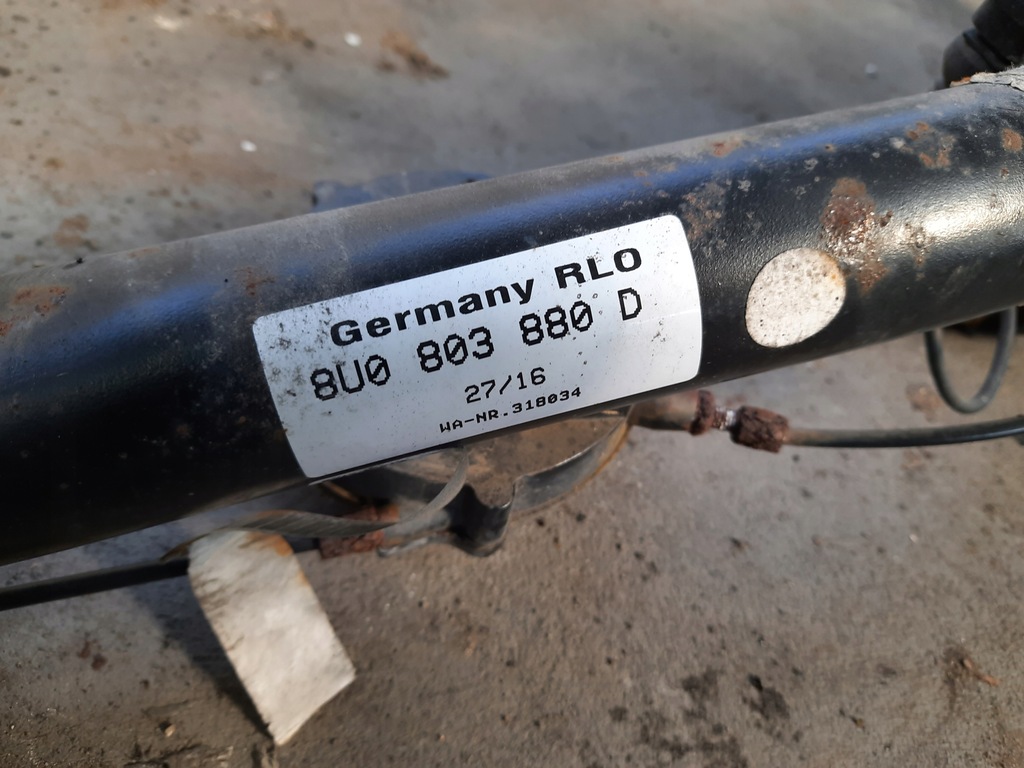 Germany RLO
8U0 803 880 D
27/16
WA-NR.318034